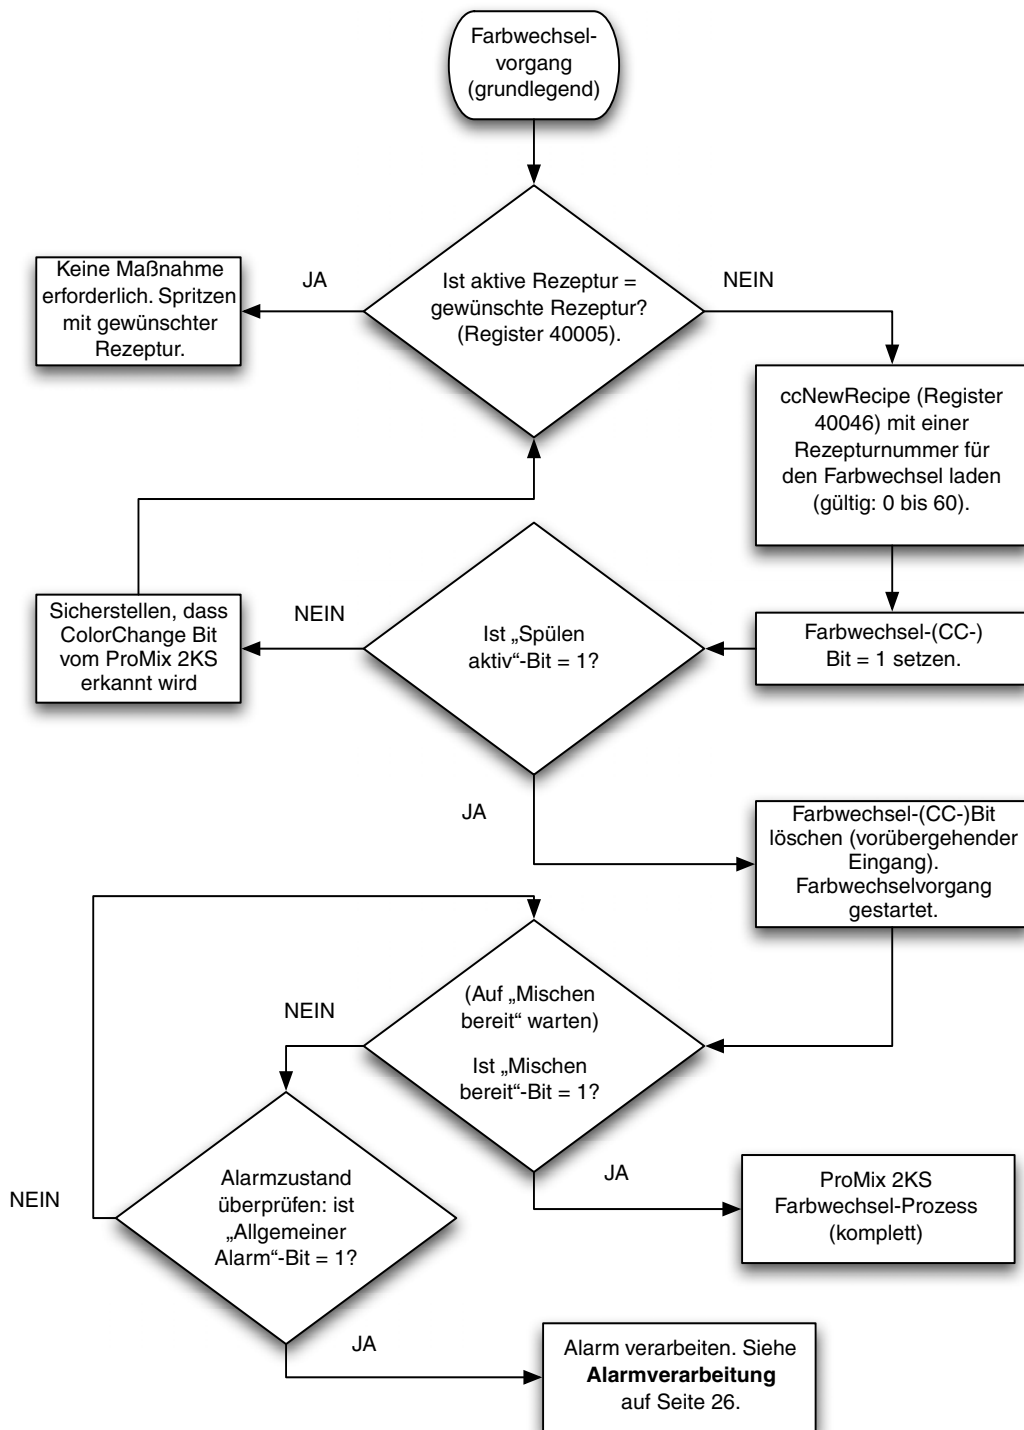 Farbwechsel-
vorgang
(grundlegend)
Ist aktive Rezeptur =
gewünschte Rezeptur?
(Register 40005).
JA
NEIN
Keine Maßnahme
erforderlich. Spritzen
mit gewünschter
Rezeptur.
ccNewRecipe (Register
40046) mit einer
Rezepturnummer für
den Farbwechsel laden
(gültig: 0 bis 60).
Farbwechsel-(CC-)
Bit = 1 setzen.
Ist „Spülen
aktiv“-Bit = 1?
NEIN
Sicherstellen, dass
ColorChange Bit
vom ProMix 2KS
erkannt wird
JA
Farbwechsel-(CC-)Bit
löschen (vorübergehender
Eingang).
Farbwechselvorgang
gestartet.
(Auf „Mischen
bereit“ warten)
Ist „Mischen
bereit“-Bit = 1?
NEIN
JA
ProMix 2KS
Farbwechsel-Prozess
(komplett)
Alarmzustand
überprüfen: ist
„Allgemeiner
Alarm“-Bit = 1?
NEIN
JA
Alarm verarbeiten. Siehe
Alarmverarbeitung
auf Seite 26.